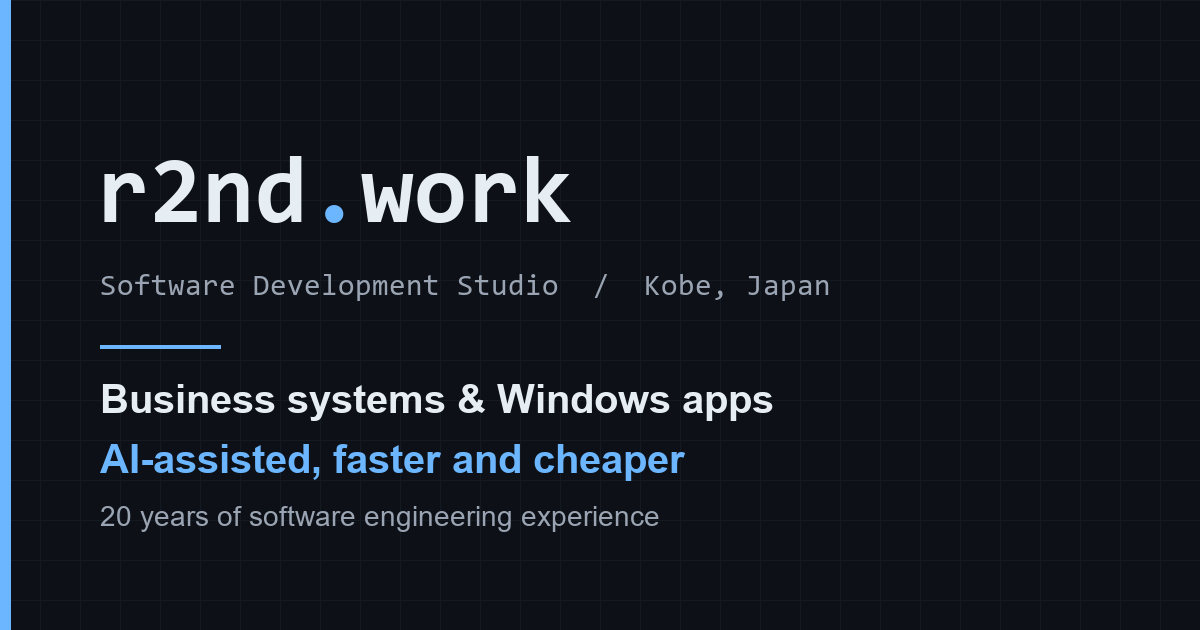 r2nd.work
Software Development Studio / Kobe, Japan
Business systems & Windows apps
AI-assisted, faster and cheaper
20 years of software engineering experience